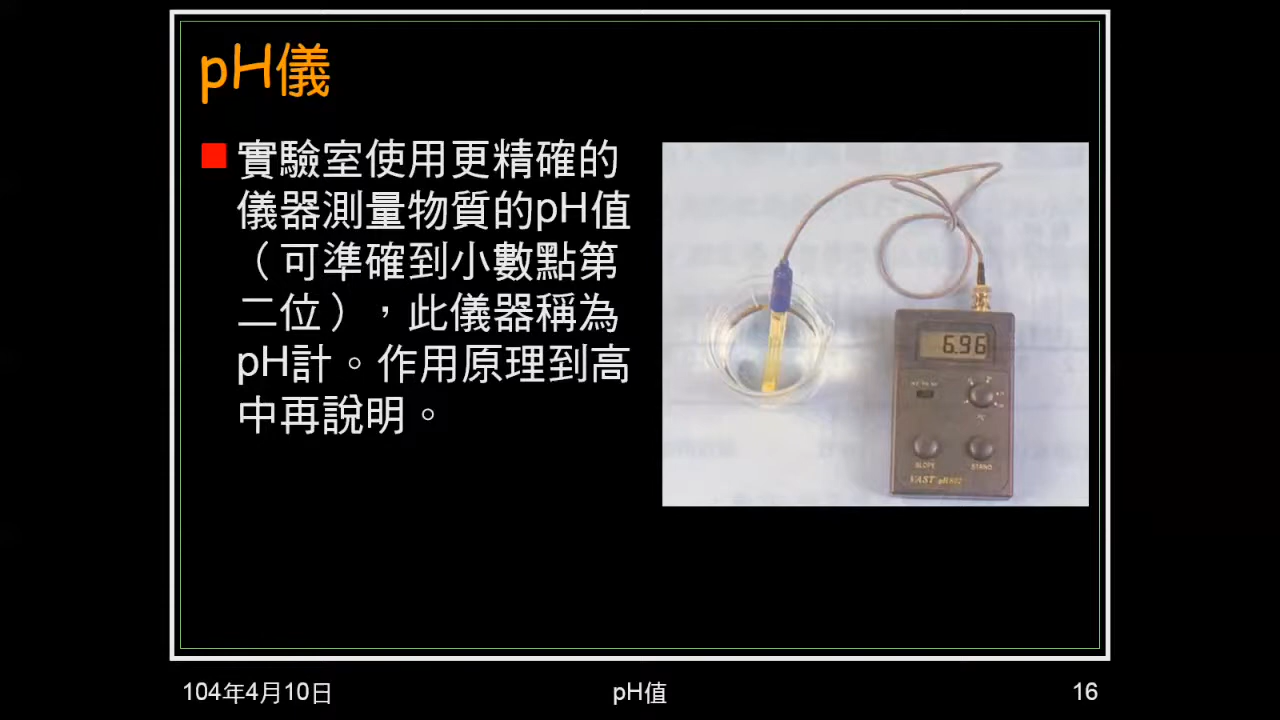 pH儀
實驗室使用更精確的
儀器測量物質的pH值
（可準確到小數點第
二位），此儀器稱為
pH計。作用原理到高
中再說明。
6.96
SLOPE
STAND
VAST
104年4月10日
pH值
16